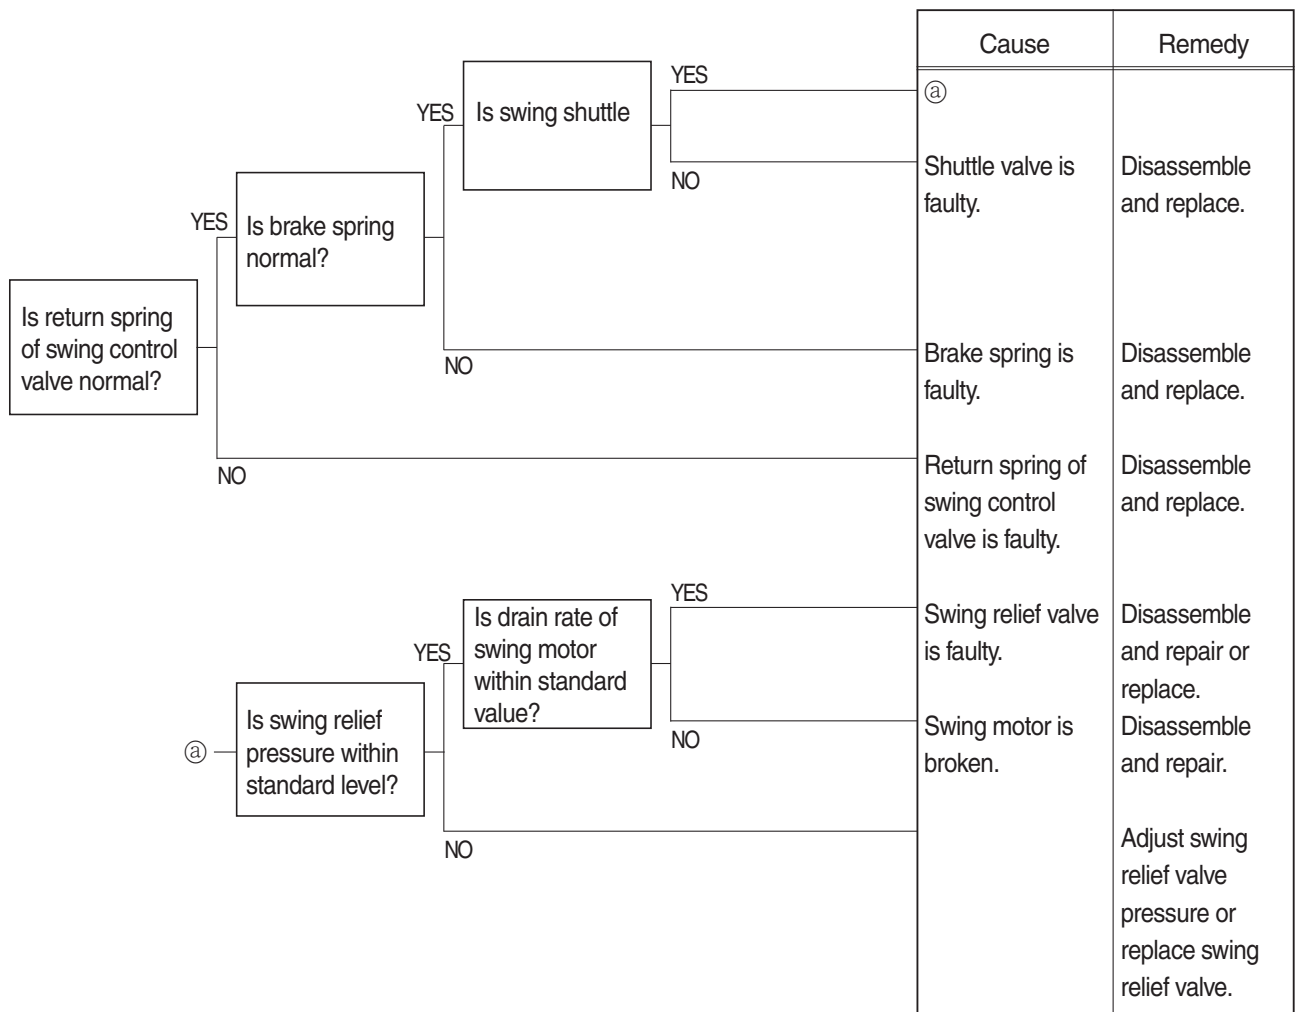 Cause
Remedy
YES
ⓐ
YES
Is swing shuttle
NO
Shuttle valve is
faulty.
Disassemble
and replace.
YES
Is brake spring
normal?
Is return spring
of swing control
valve normal?
NO
Brake spring is
faulty.
Disassemble
and replace.
NO
Return spring of
swing control
valve is faulty.
Disassemble
and replace.
YES
Swing relief valve
is faulty.
Disassemble
and repair or
replace.
YES
Is drain rate of
swing motor
within standard
value?
NO
Swing motor is
broken.
Disassemble
and repair.
ⓐ
Is swing relief
pressure within
standard level?
NO
Adjust swing
relief valve
pressure or
replace swing
relief valve.